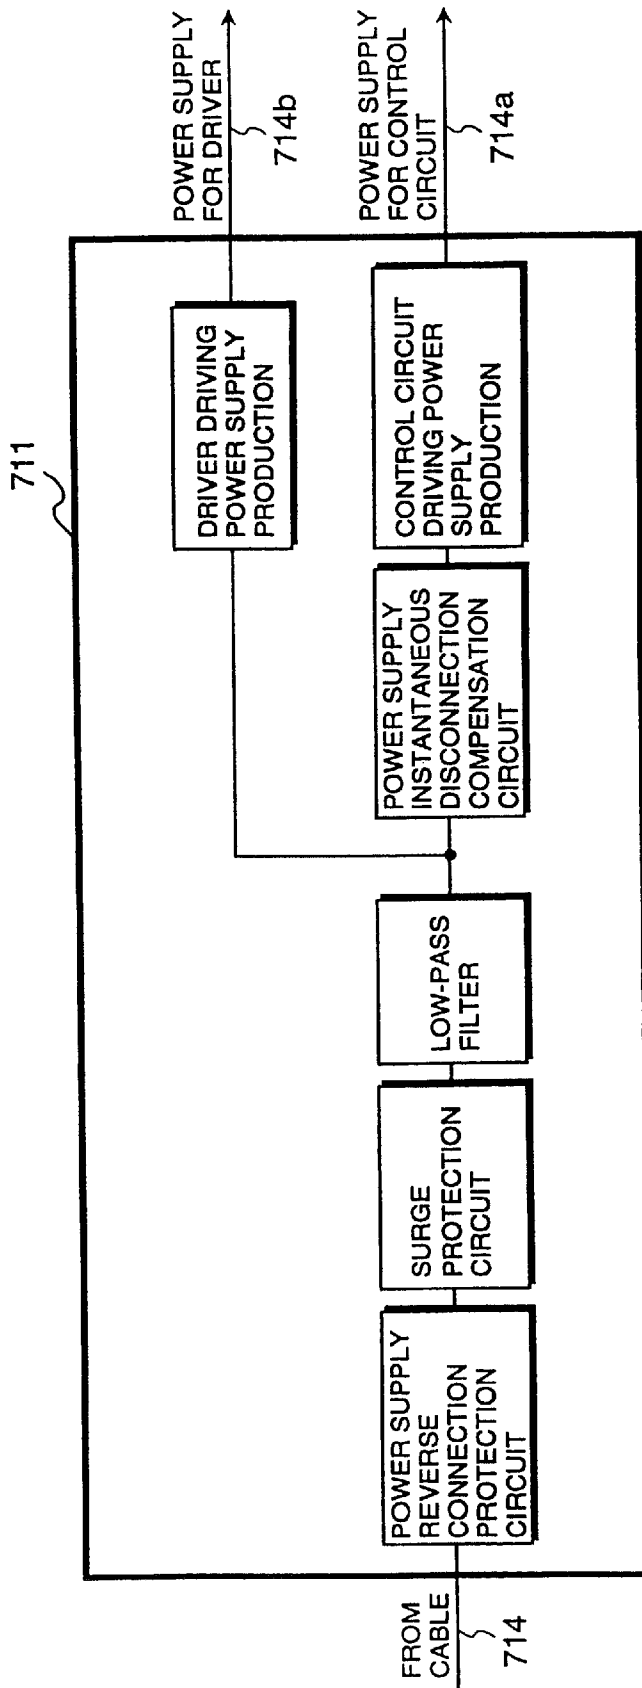 711
FROM
CABLE
714
POWER SUPPLY
REVERSE
CONNECTION
PROTECTION
CIRCUIT
SURGE
PROTECTION
CIRCUIT
LOW-PASS
FILTER
POWER SUPPLY
INSTANTANEOUS
DISCONNECTION
COMPENSATION
CIRCUIT
CONTROL CIRCUIT
DRIVING POWER
SUPPLY
PRODUCTION
DRIVER DRIVING
POWER SUPPLY
PRODUCTION
POWER SUPPLY
FOR DRIVER
714b
POWER SUPPLY
FOR CONTROL
CIRCUIT
714a